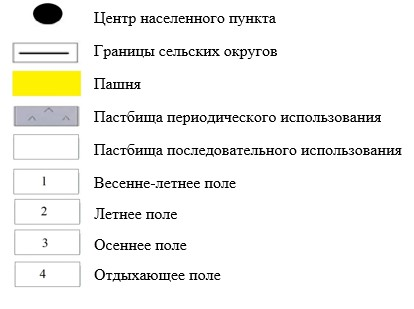 Центр населенного пункта
Границы сельских округов
Пашня
Пастбища периодического использования
Пастбища последовательного использования
1 Весенне-летнее поле
2 Летнее поле
3 Осеннее поле
4 Отдыхающее поле